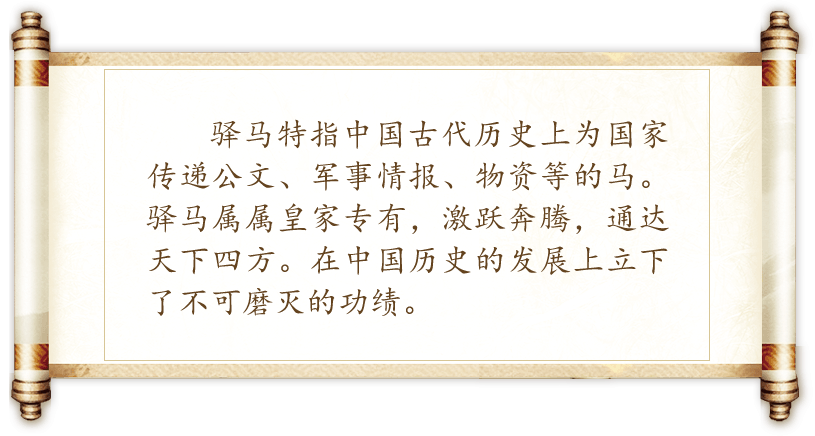 驿马特指中国古代历史上为国家
传递公文、军事情报、物资等的马。
驿马属属皇家专有，激跃奔腾，通达
天下四方。在中国历史的发展上立下
了不可磨灭的功绩。